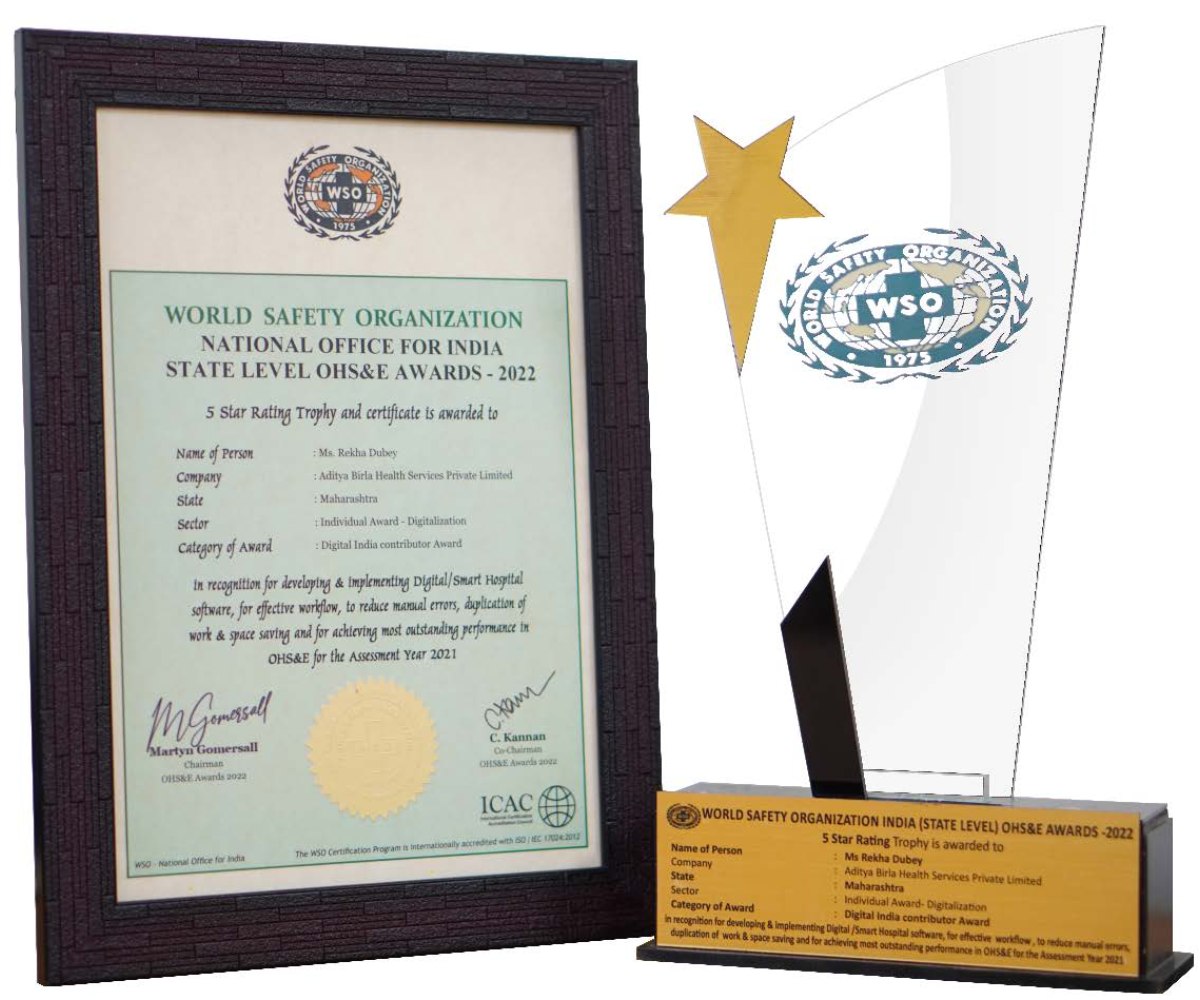 WORLD SAFETY ORGANIZATION
WSO
1975
WORLD SAFETY ORGANIZATION
NATIONAL OFFICE FOR INDIA
STATE LEVEL OHS&E AWARDS - 2022
5 Star Rating Trophy and certificate is awarded to
Name of Person : Ms. Rekha Dubey
Company : Aditya Birla Health Services Private Limited
State : Maharashtra
Sector : Individual Award - Digitalization
Category of Award : Digital India contributor Award
in recognition for developing & implementing Digital/Smart Hospital
software, for effective workflow, to reduce manual errors, duplication of
work & space saving and for achieving most outstanding performance in
OHS&E for the Assessment Year 2021
M Gomersall
Martyn Gomersall
Chairman
OHS&E Awards 2022
C. Kannan
Co-Chairman
OHS&E Awards 2022
ICAC
International Certification
Accreditation Council
WSO - National Office for India
The WSO Certification Program is internationally accredited with ISO / IEC 17024:2012
WORLD SAFETY ORGANIZATION
WSO
1975
WORLD SAFETY ORGANIZATION INDIA (STATE LEVEL) OHS&E AWARDS -2022
5 Star Rating Trophy is awarded to
Name of Person : Ms Rekha Dubey
Company : Aditya Birla Health Services Private Limited
State : Maharashtra
Sector : Individual Award- Digitalization
Category of Award : Digital India contributor Award
in recognition for developing & implementing Digital /Smart Hospital software, for effective workflow , to reduce manual errors,
duplication of work & space saving and for achieving most outstanding performance in OHS&E for the Assessment Year 2021